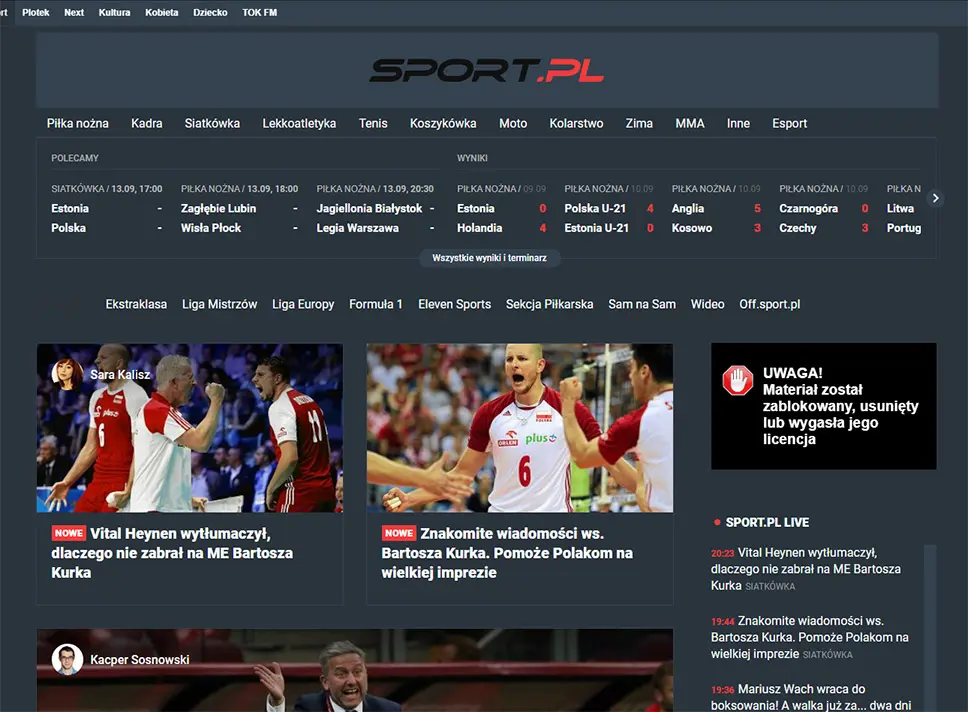 rt Plotek Next Kultura Kobieta Dziecko TOK FM
SPORT.PL
Piłka nożna Kadra Siatkówka Lekkoatletyka Tenis Koszykówka Moto Kolarstwo Zima MMA Inne Esport
POLECAMY
SIATKÓWKA / 13.09, 17:00
Estonia -
Polska -
PIŁKA NOŻNA / 13.09, 18:00
Zagłębie Lubin -
Wisła Płock -
PIŁKA NOŻNA / 13.09, 20:30
Jagiellonia Białystok -
Legia Warszawa -
WYNIKI
PIŁKA NOŻNA / 09.09
Estonia 0
Holandia 4
PIŁKA NOŻNA / 10.09
Polska U-21 4
Estonia U-21 0
PIŁKA NOŻNA / 10.09
Anglia 5
Kosowo 3
PIŁKA NOŻNA / 10.09
Czarnogóra 0
Czechy 3
PIŁKA N
Litwa
Portug
Wszystkie wyniki i terminarz
Ekstraklasa Liga Mistrzów Liga Europy Formuła 1 Eleven Sports Sekcja Piłkarska Sam na Sam Wideo Off.sport.pl
Sara Kalisz
6
11
plus
NOWE Vital Heynen wytłumaczył,
dlaczego nie zabrał na ME Bartosza
Kurka
POLSKA
ORLEN plus
6
NOWE Znakomite wiadomości ws.
Bartosza Kurka. Pomoże Polakom na
wielkiej imprezie
UWAGA!
Materiał został
zablokowany, usunięty
lub wygasła jego
licencja
SPORT.PL LIVE
20:23 Vital Heynen wytłumaczył,
dlaczego nie zabrał na ME Bartosza
Kurka SIATKÓWKA
19:44 Znakomite wiadomości ws.
Bartosza Kurka. Pomoże Polakom na
wielkiej imprezie SIATKÓWKA
19:36 Mariusz Wach wraca do
boksowania! A walka już za... dwa dni
Kacper Sosnowski